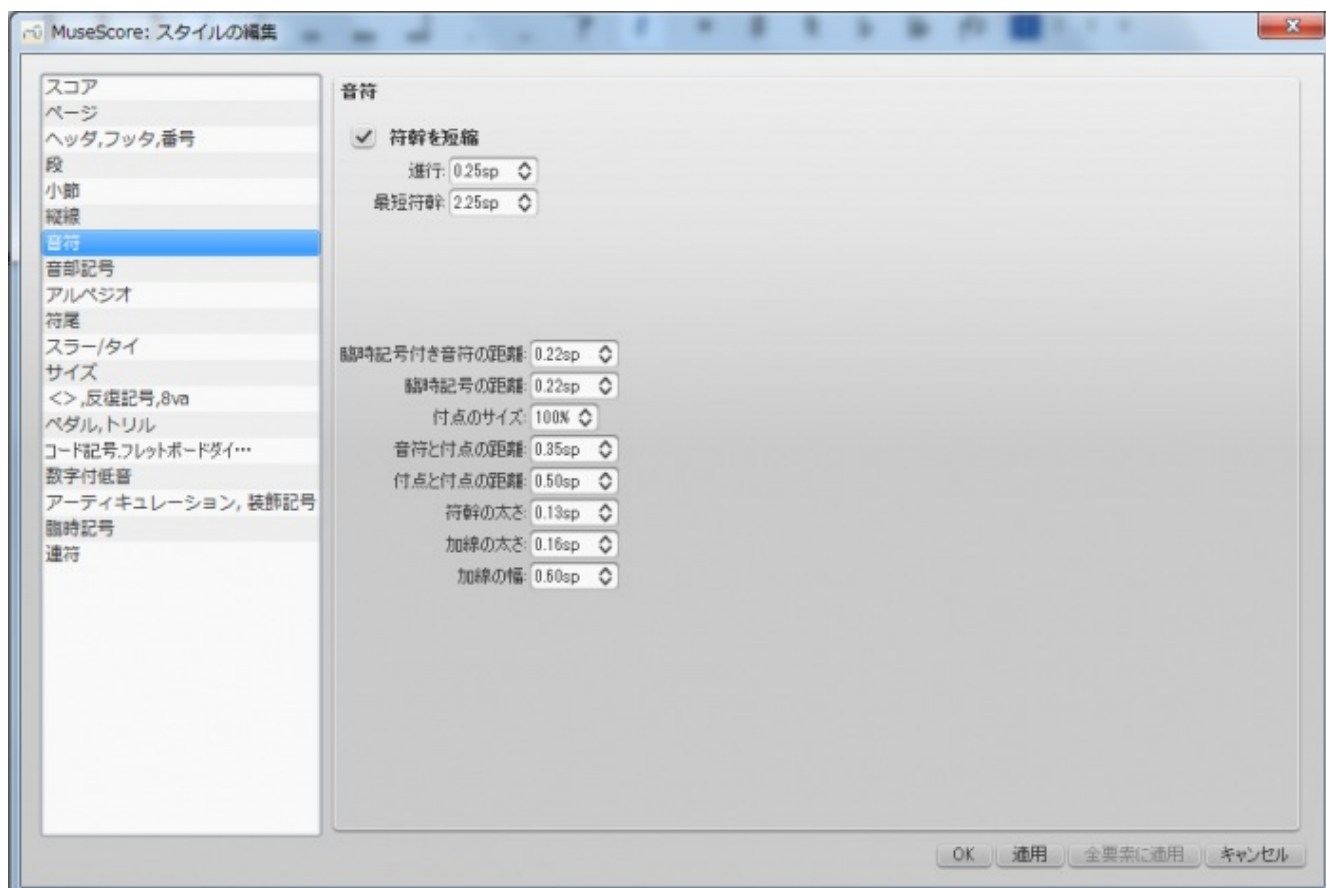 MuseScore: スタイルの編集
スコア
ページ
ヘッダ,フッタ,番号
段
小節
縦線
音符
音部記号
アルペジオ
符尾
スラー/タイ
サイズ
<> ,反復記号,8va
ペダル,トリル
コード記号.フレットボードダイ…
数字付低音
アーティキュレーション, 装飾記号
臨時記号
連符
音符
符幹を短縮
進行: 0.25sp
最短符幹: 2.25sp
臨時記号付き音符の距離: 0.22sp
臨時記号の距離: 0.22sp
付点のサイズ: 100%
音符と付点の距離: 0.35sp
付点と付点の距離: 0.50sp
符幹の太さ: 0.13sp
加線の太さ: 0.16sp
加線の幅: 0.60sp
OK 適用 全要素に適用 キャンセル